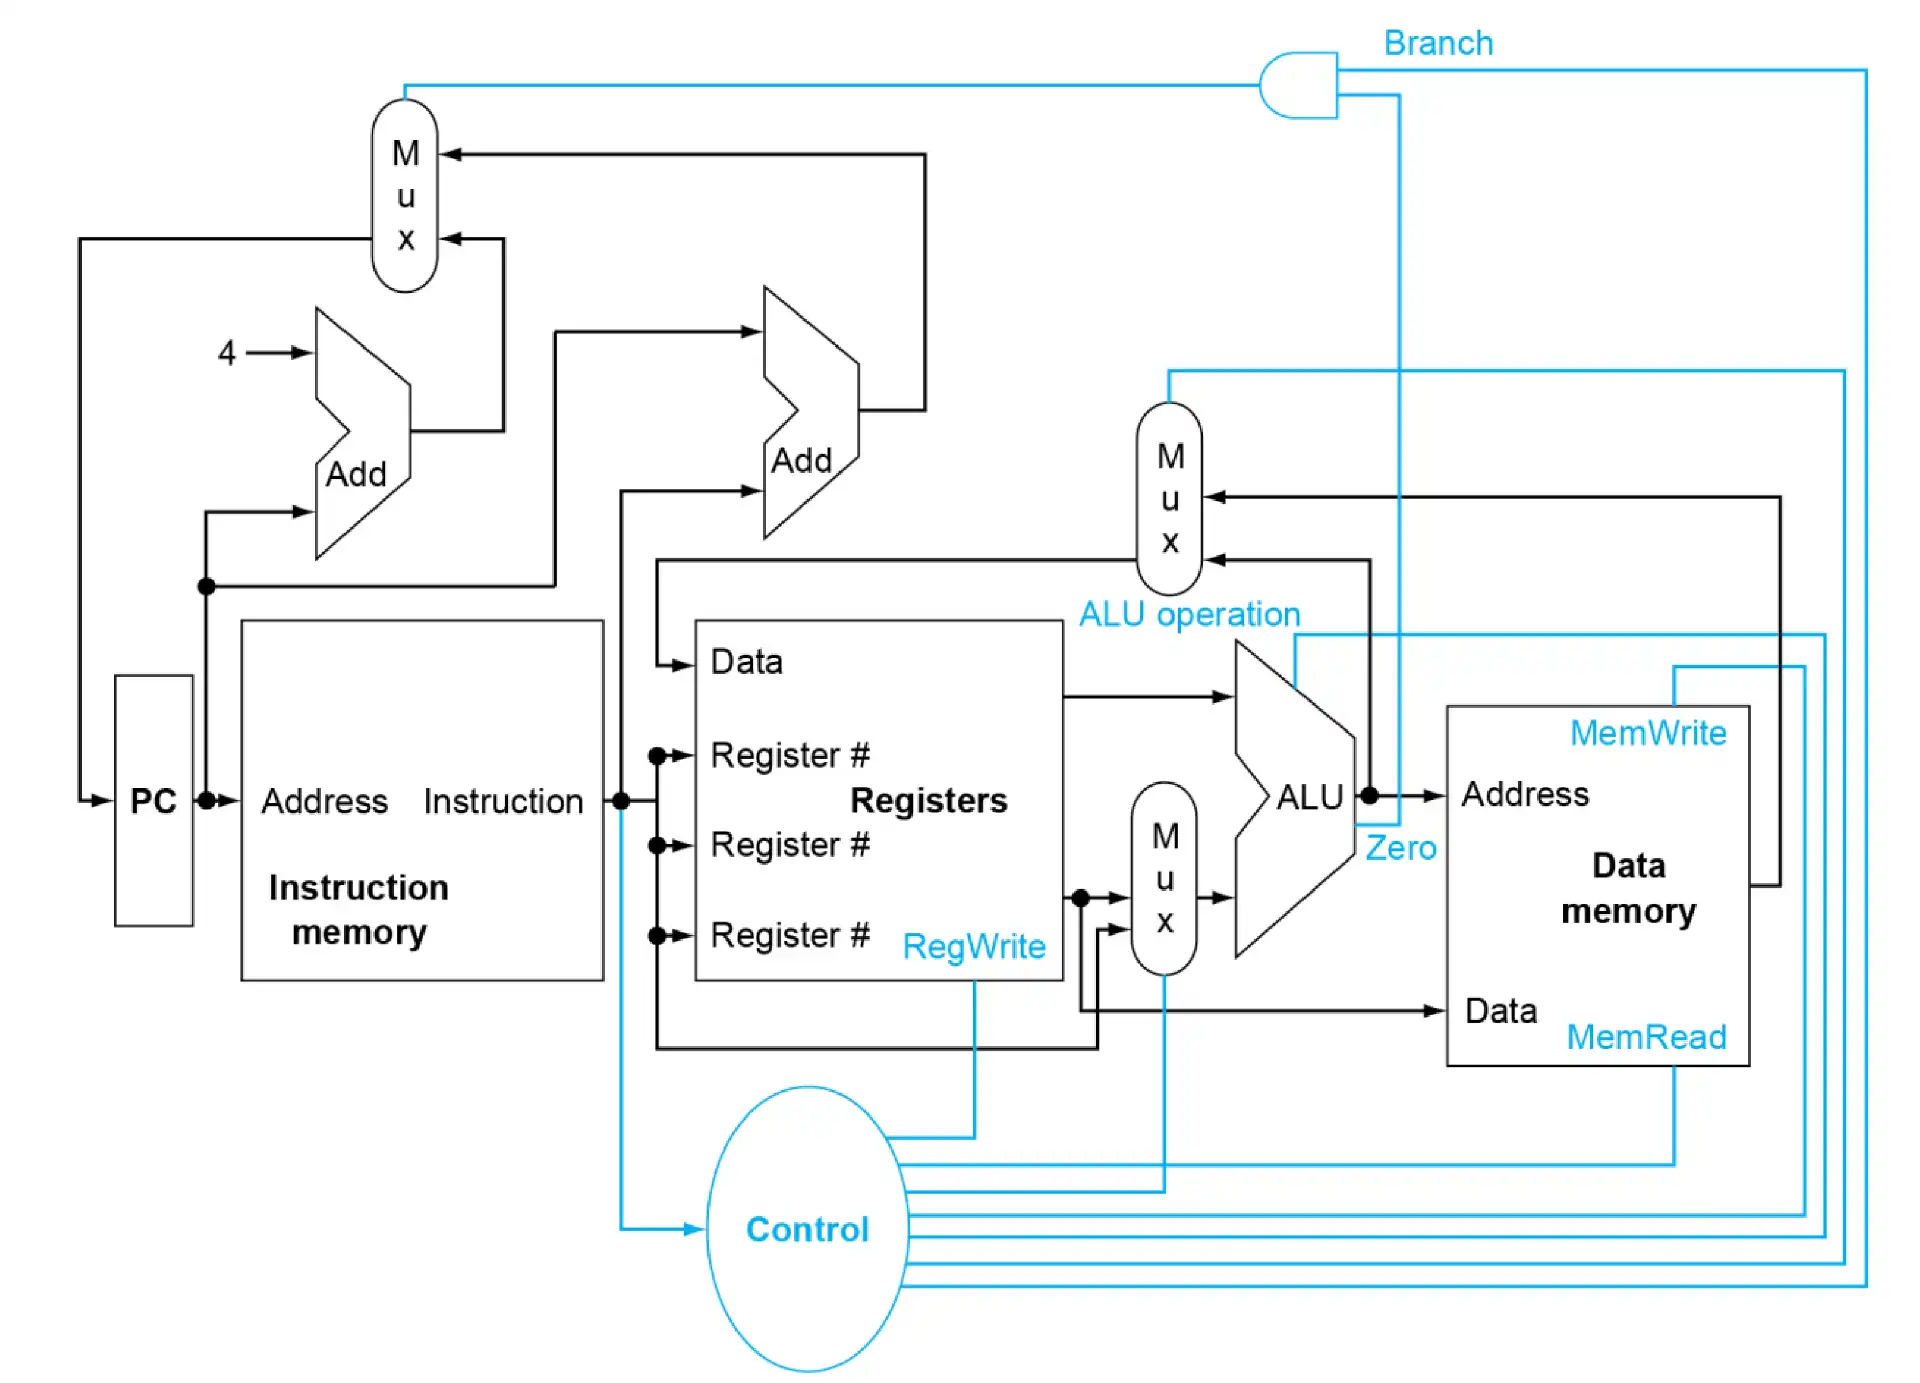 Branch
M
u
x
4
Add
Add
M
u
x
ALU operation
Data
Register #
Registers
Register #
Register #
RegWrite
PC
Address
Instruction
Instruction
memory
M
u
x
ALU
Zero
MemWrite
Address
Data
memory
Data
MemRead
Control